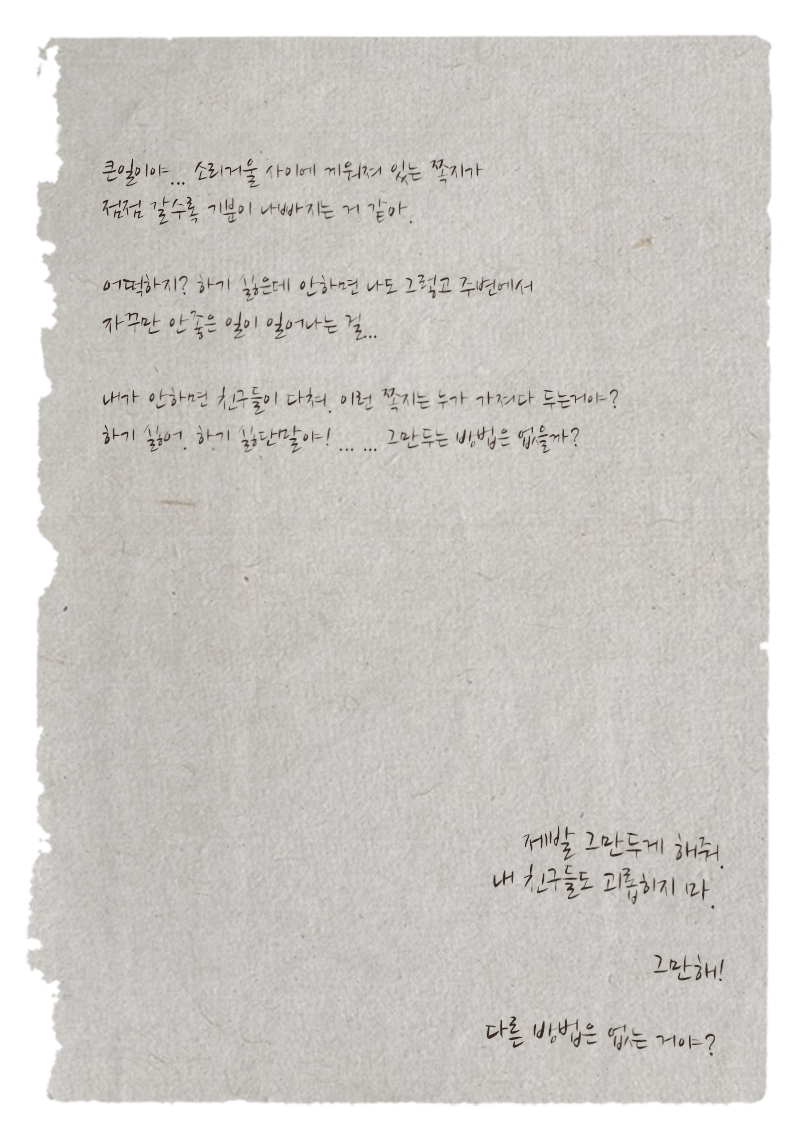 큰일이야... 소리거울 사이에 끼워져 있는 쪽지가
점점 갈수록 기분이 나빠지는 거 같아.
어떡하지? 하기 싫은데 안하면 나도 그렇고 주변에서
자꾸만 안좋은 일이 일어나는 걸...
내가 안하면 친구들이 다쳐. 이런 쪽지는 누가 가져다 두는거야?
하기 싫어. 하기 싫단말야! ... ... 그만두는 방법은 없을까?
제발 그만두게 해줘.
내 친구들도 괴롭히지 마.
그만해!
다른 방법은 없는 거야?